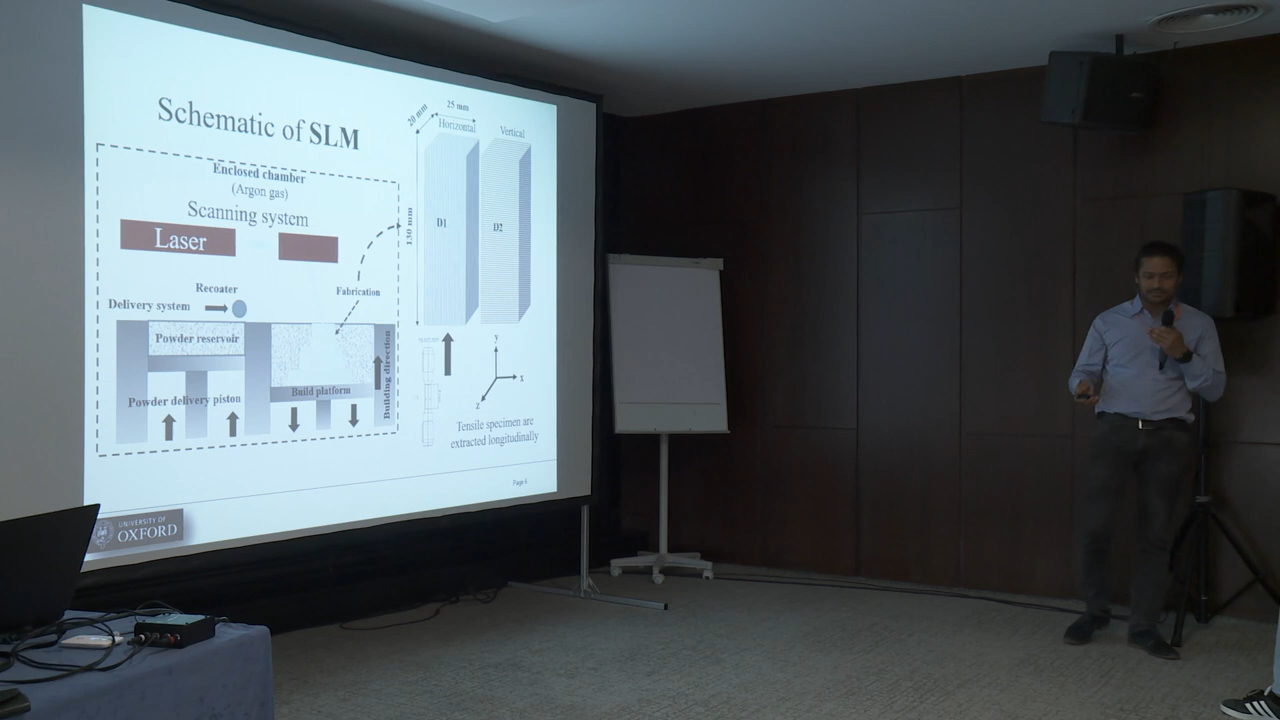 Schematic of SLM
Enclosed chamber
(Argon gas)
Scanning system
Laser
Recoater
Delivery system
Fabrication
Powder reservoir
Build platform
Powder delivery piston
Building direction
20 mm
25 mm
Horizontal
Vertical
130 mm
D1
D2
y
x
z
Tensile specimen are
extracted longitudinally
Page 6
UNIVERSITY OF
OXFORD